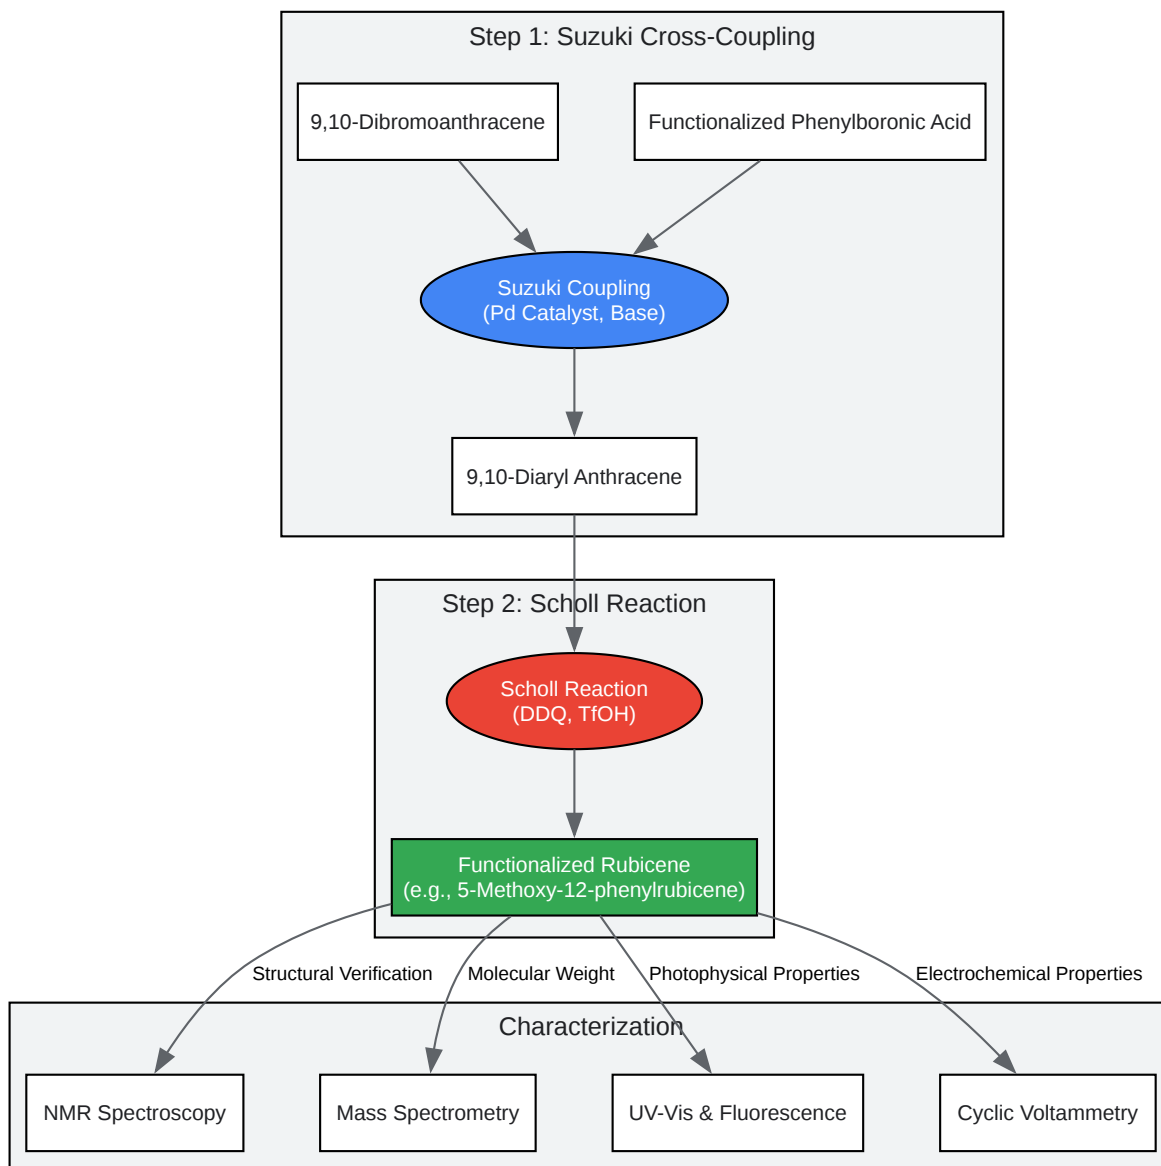 Step 1: Suzuki Cross-Coupling
9,10-Dibromoanthracene
Functionalized Phenylboronic Acid
Suzuki Coupling
(Pd Catalyst, Base)
9,10-Diaryl Anthracene
Step 2: Scholl Reaction
Scholl Reaction
(DDQ, TfOH)
Functionalized Rubicene
(e.g., 5-Methoxy-12-phenylrubicene)
Structural Verification
Molecular Weight
Photophysical Properties
Electrochemical Properties
Characterization
NMR Spectroscopy
Mass Spectrometry
UV-Vis & Fluorescence
Cyclic Voltammetry